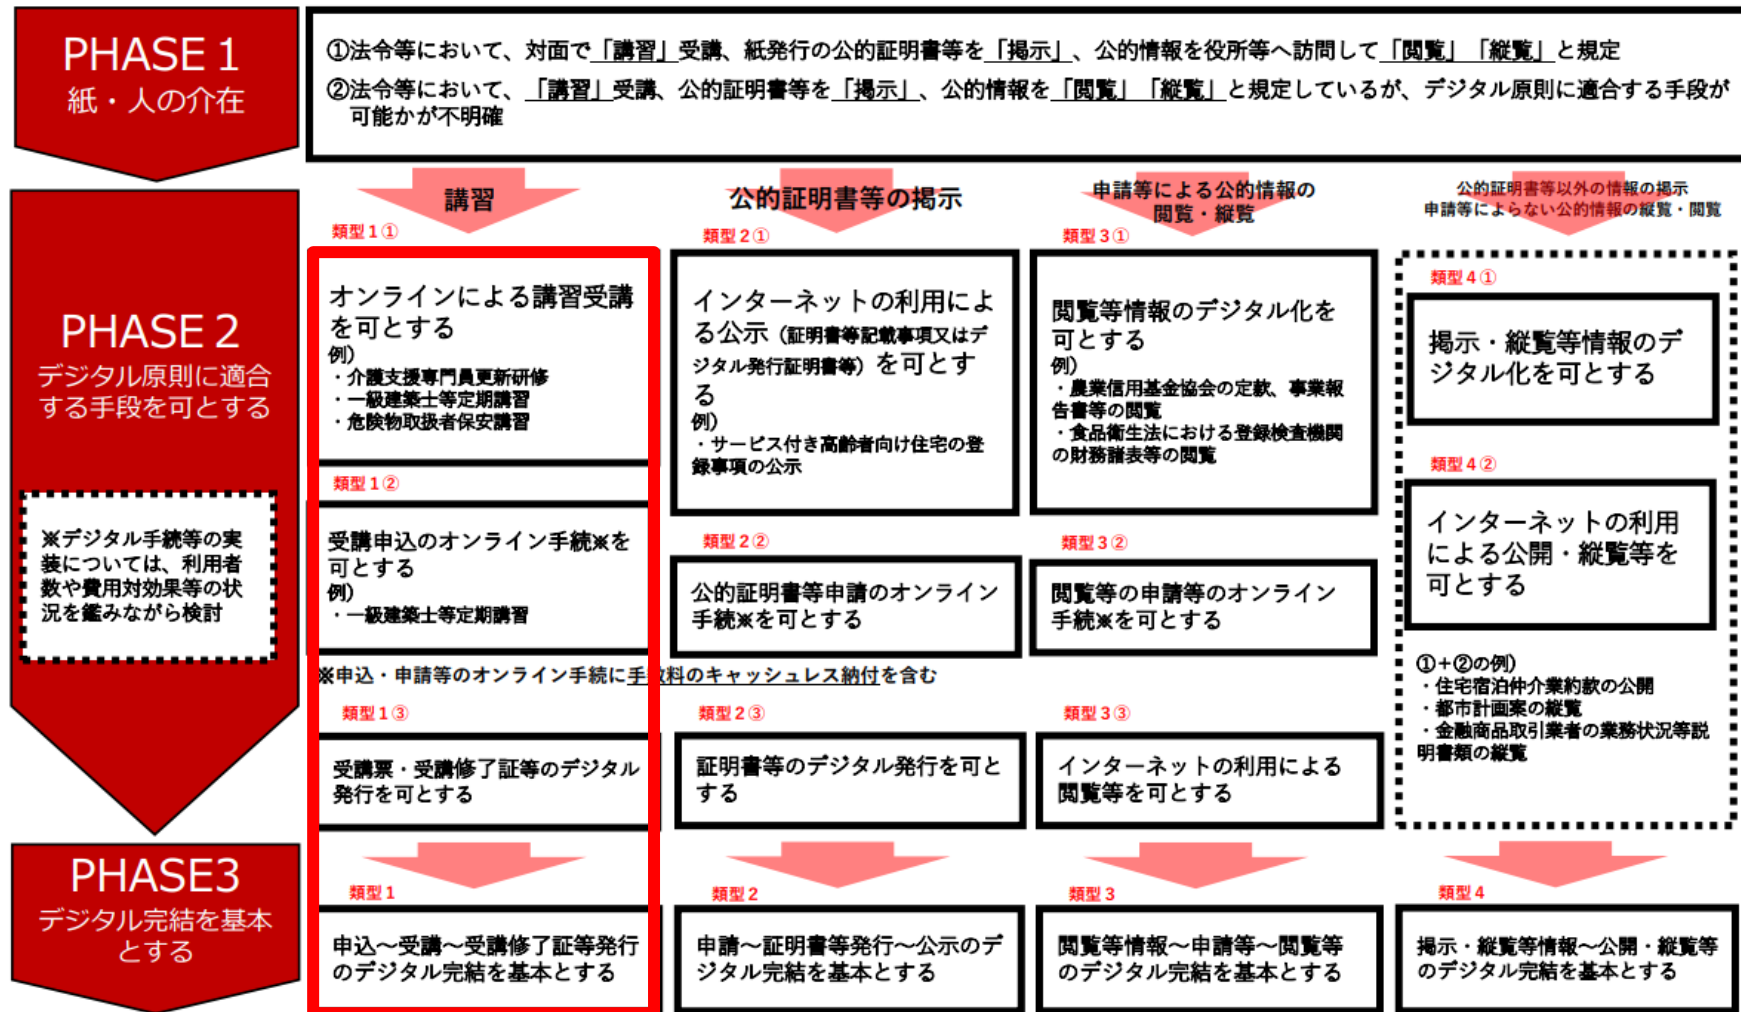 PHASE 1
紙・人の介在
①法令等において、対面で「講習」受講、紙発行の公的証明書等を「掲示」、公的情報を役所等へ訪問して「閲覧」「縦覧」と規定
②法令等において、「講習」受講、公的証明書等を「掲示」、公的情報を「閲覧」「縦覧」と規定しているが、デジタル原則に適合する手段が
可能かが不明確
PHASE 2
デジタル原則に適合
する手段を可とする
※デジタル手続等の実
装については、利用者
数や費用対効果等の状
況を鑑みながら検討
講習
類型1①
オンラインによる講習受講
を可とする
例)
・介護支援専門員更新研修
・一級建築士等定期講習
・危険物取扱者保安講習
類型1②
受講申込のオンライン手続※を
可とする
例)
・一級建築士等定期講習
公的証明書等の掲示
類型2①
インターネットの利用によ
る公示（証明書等記載事項又はデ
ジタル発行証明書等）を可とす
る
例)
・サービス付き高齢者向け住宅の登
録事項の公示
類型2②
公的証明書等申請のオンライン
手続※を可とする
申請等による公的情報の
閲覧・縦覧
類型3①
閲覧等情報のデジタル化を
可とする
例)
・農業信用基金協会の定款、事業報
告書等の閲覧
・食品衛生法における登録検査機関
の財務諸表等の閲覧
類型3②
閲覧等の申請等のオンライン
手続※を可とする
※申込・申請等のオンライン手続に手数料のキャッシュレス納付を含む
類型1③
受講票・受講修了証等のデジタル
発行を可とする
類型2③
証明書等のデジタル発行を可と
する
類型3③
インターネットの利用による
閲覧等を可とする
公的証明書等以外の情報の掲示
申請等によらない公的情報の縦覧・閲覧
類型4①
掲示・縦覧等情報のデ
ジタル化を可とする
類型4②
インターネットの利用
による公開・縦覧等を
可とする
①+②の例)
・住宅宿泊仲介業約款の公開
・都市計画案の縦覧
・金融商品取引業者の業務状況等説
明書類の縦覧
PHASE3
デジタル完結を基本
とする
類型1
申込～受講～受講修了証等発行
のデジタル完結を基本とする
類型2
申請～証明書等発行～公示のデ
ジタル完結を基本とする
類型3
閲覧等情報～申請等～閲覧等
のデジタル完結を基本とする
類型4
掲示・縦覧等情報～公開・縦覧等
のデジタル完結を基本とする